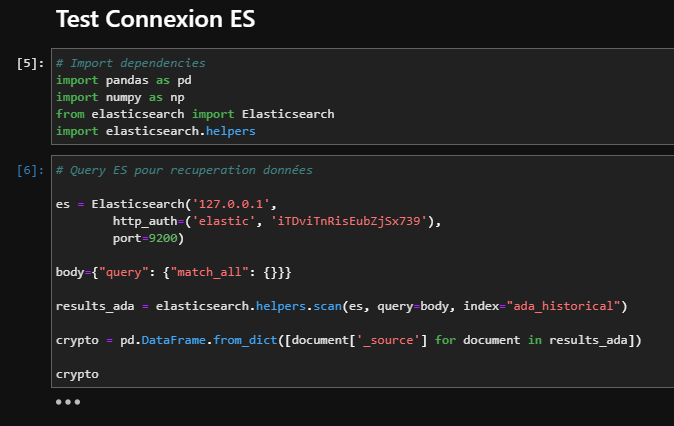 Test Connexion ES
[5]: # Import dependencies
import pandas as pd
import numpy as np
from elasticsearch import Elasticsearch
import elasticsearch.helpers
[6]: # Query ES pour recuperation données
es = Elasticsearch('127.0.0.1',
http_auth=('elastic', 'iTDviTnRisEubZjSx739'),
port=9200)
body={"query": {"match_all": {}}}
results_ada = elasticsearch.helpers.scan(es, query=body, index="ada_historical")
crypto = pd.DataFrame.from_dict([document['_source'] for document in results_ada])
crypto